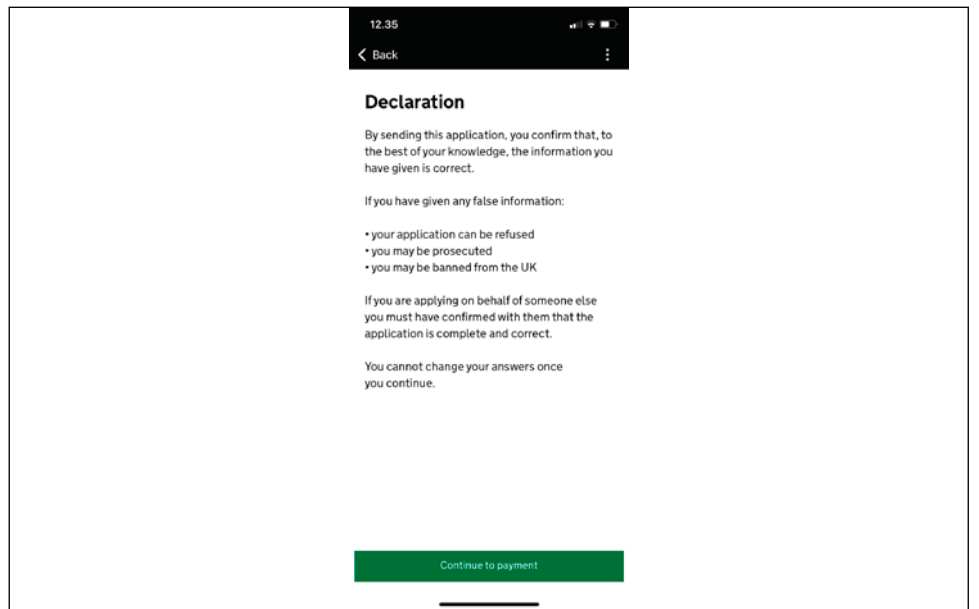 12.35
Back
Declaration
By sending this application, you confirm that, to
the best of your knowledge, the information you
have given is correct.
If you have given any false information:
• your application can be refused
• you may be prosecuted
• you may be banned from the UK
If you are applying on behalf of someone else
you must have confirmed with them that the
application is complete and correct.
You cannot change your answers once
you continue.
Continue to payment